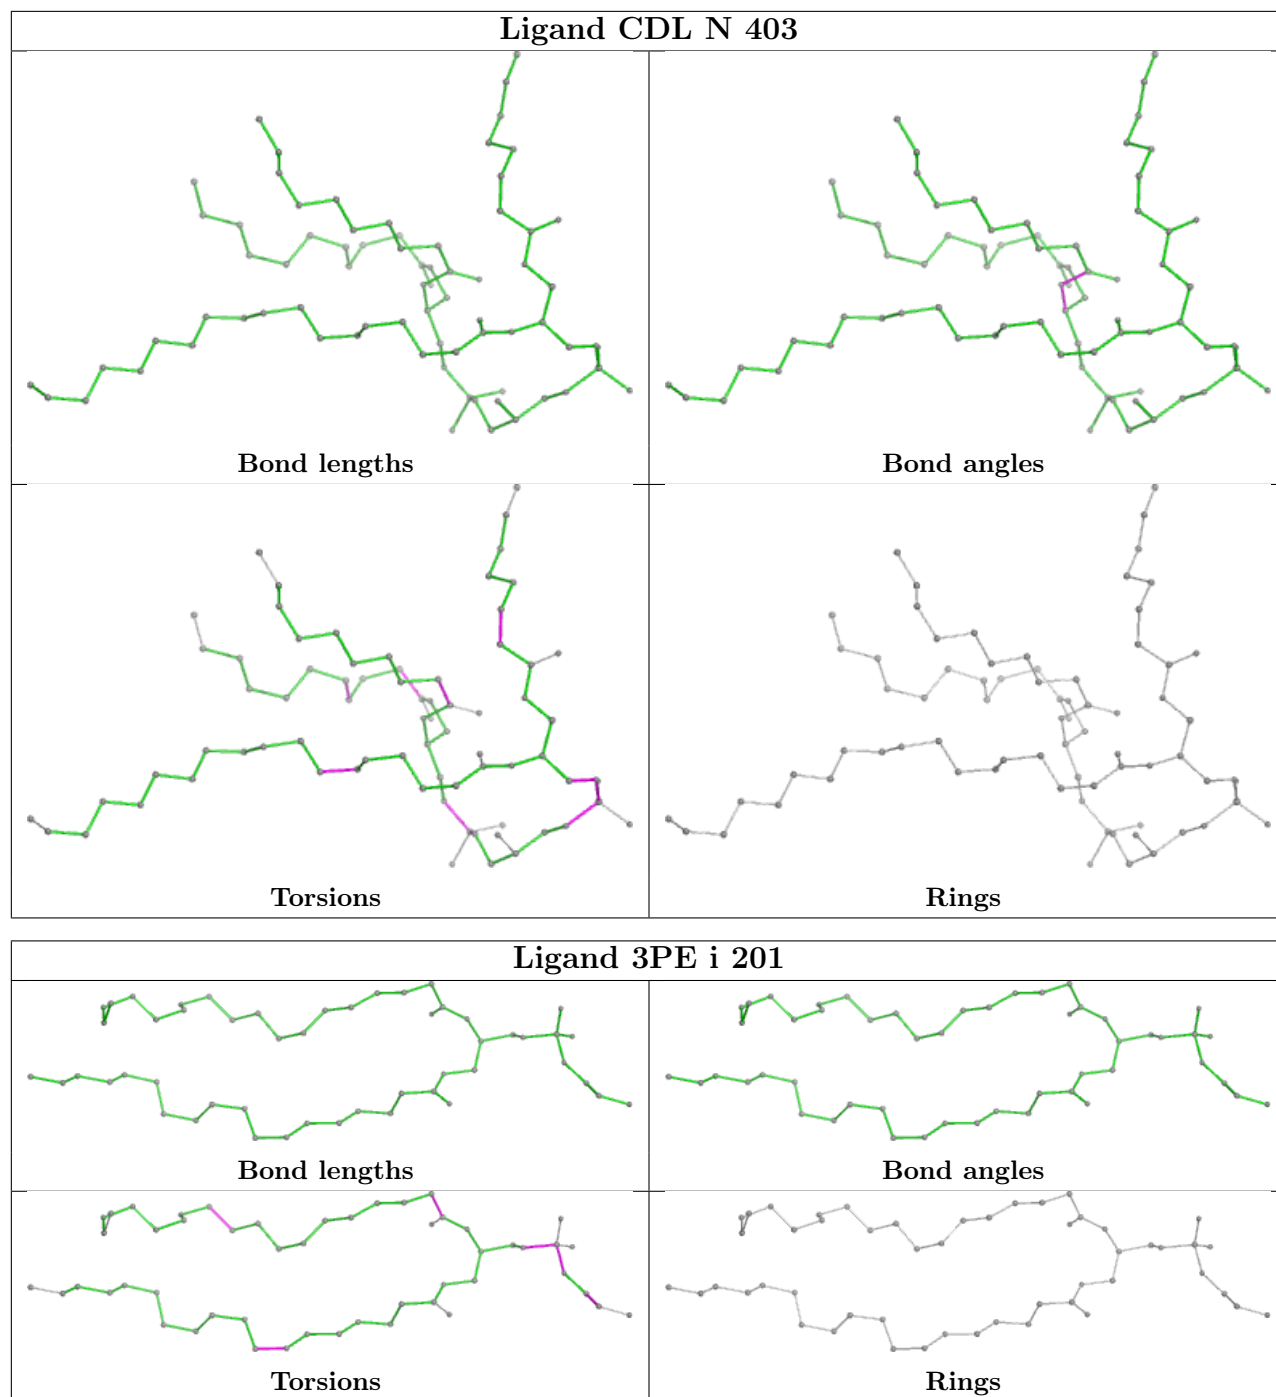 Ligand CDL N 403
Bond lengths
Bond angles
Torsions
Rings
Ligand 3PE i 201
Bond lengths
Bond angles
Torsions
Rings